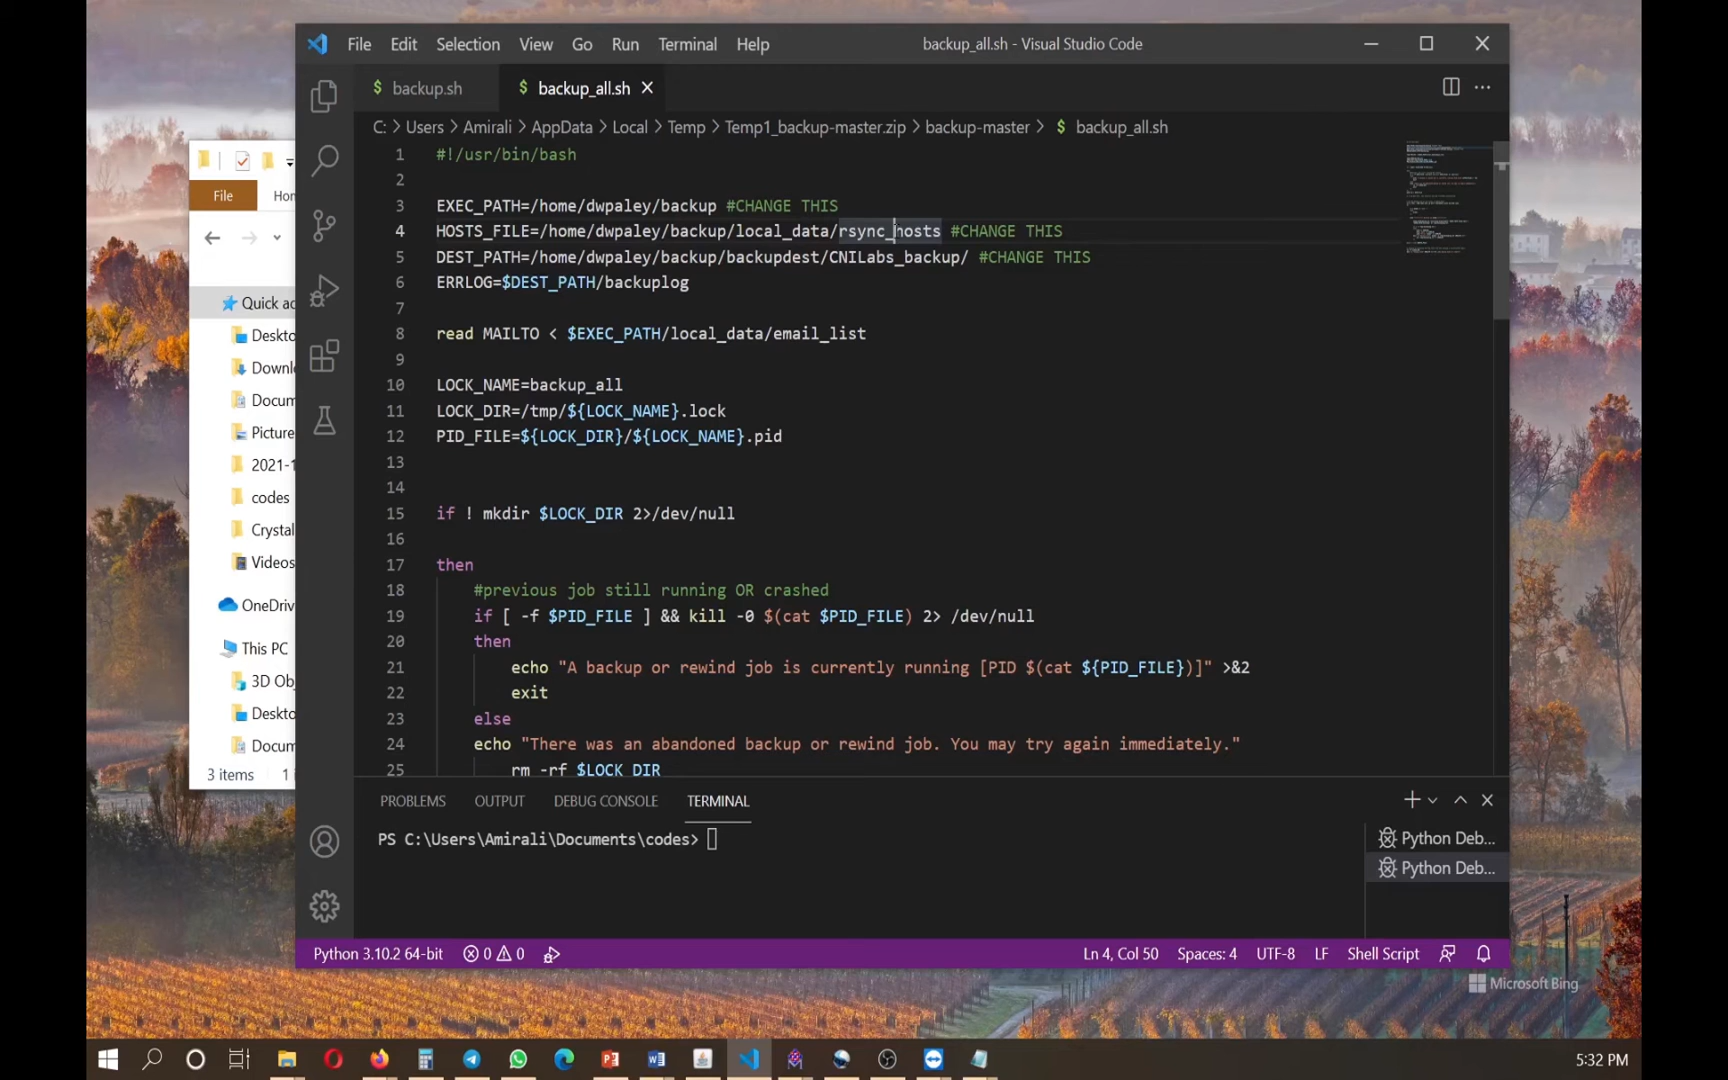 File Edit Selection View Go Run Terminal Help
backup_all.sh - Visual Studio Code
$ backup.sh
$ backup_all.sh
C: > Users > Amirali > AppData > Local > Temp > Temp1_backup-master.zip > backup-master > $ backup_all.sh
1 #!/usr/bin/bash
2
3 EXEC_PATH=/home/dwpaley/backup #CHANGE THIS
4 HOSTS_FILE=/home/dwpaley/backup/local_data/rsync_hosts #CHANGE THIS
5 DEST_PATH=/home/dwpaley/backup/backupdest/CNILabs_backup/ #CHANGE THIS
6 ERRLOG=$DEST_PATH/backuplog
7
8 read MAILTO < $EXEC_PATH/local_data/email_list
9
10 LOCK_NAME=backup_all
11 LOCK_DIR=/tmp/${LOCK_NAME}.lock
12 PID_FILE=${LOCK_DIR}/${LOCK_NAME}.pid
13
14
15 if ! mkdir $LOCK_DIR 2>/dev/null
16
17 then
18 #previous job still running OR crashed
19 if [ -f $PID_FILE ] && kill -0 $(cat $PID_FILE) 2> /dev/null
20 then
21 echo "A backup or rewind job is currently running [PID $(cat ${PID_FILE})]" >&2
22 exit
23 else
24 echo "There was an abandoned backup or rewind job. You may try again immediately."
25 rm -rf $LOCK_DIR
PROBLEMS OUTPUT DEBUG CONSOLE TERMINAL
PS C:\Users\Amirali\Documents\codes>
Python Deb...
Python Deb...
Python 3.10.2 64-bit
0 0
Ln 4, Col 50 Spaces: 4 UTF-8 LF Shell Script
File Hon
Quick ac
Deskto
Downl
Docum
Picture
2021-1
codes
Crystal
Videos
OneDriv
This PC
3D Obj
Deskto
Docum
3 items 1 i
Microsoft Bing
5:32 PM